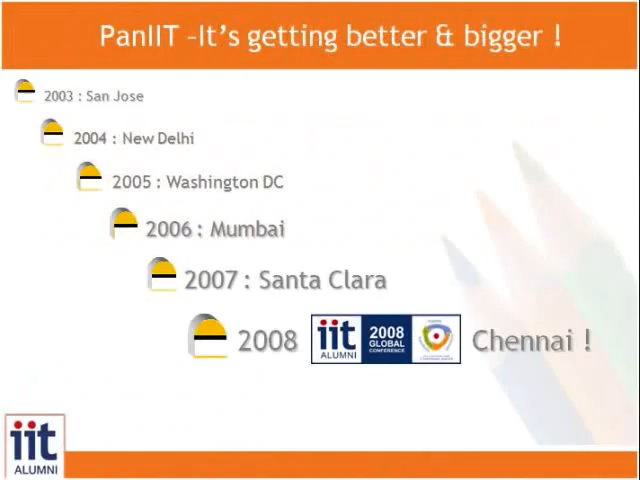 PanIIT –It's getting better & bigger !
2003 : San Jose
2004 : New Delhi
2005 : Washington DC
2006 : Mumbai
2007 : Santa Clara
2008 iit ALUMNI 2008 GLOBAL CONFERENCE Chennai !
iit
ALUMNI